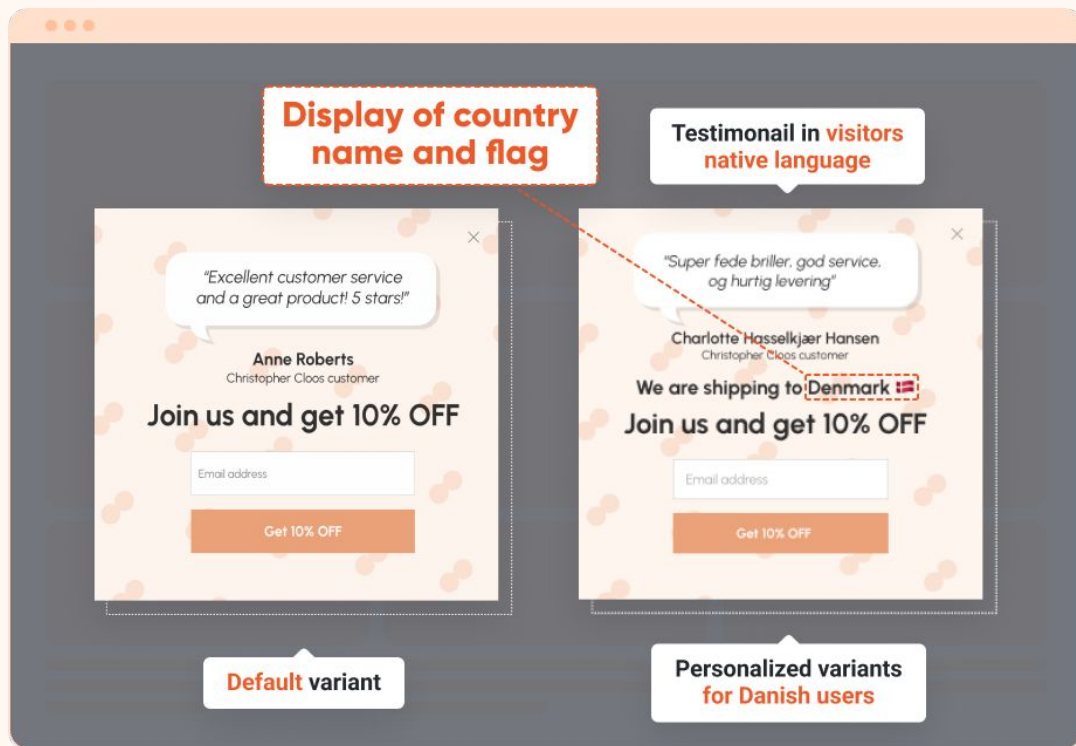 Display of country
name and flag
Testimonail in visitors
native language
“Excellent customer service
and a great product! 5 stars!”
Anne Roberts
Christopher Cloos customer
Join us and get 10% OFF
Email address
Get 10% OFF
Default variant
“Super fede briller, god service,
og hurtig levering”
Charlotte Hasselkjær Hansen
Christopher Cloos customer
We are shipping to Denmark 🇩🇰
Join us and get 10% OFF
Email address
Get 10% OFF
Personalized variants
for Danish users